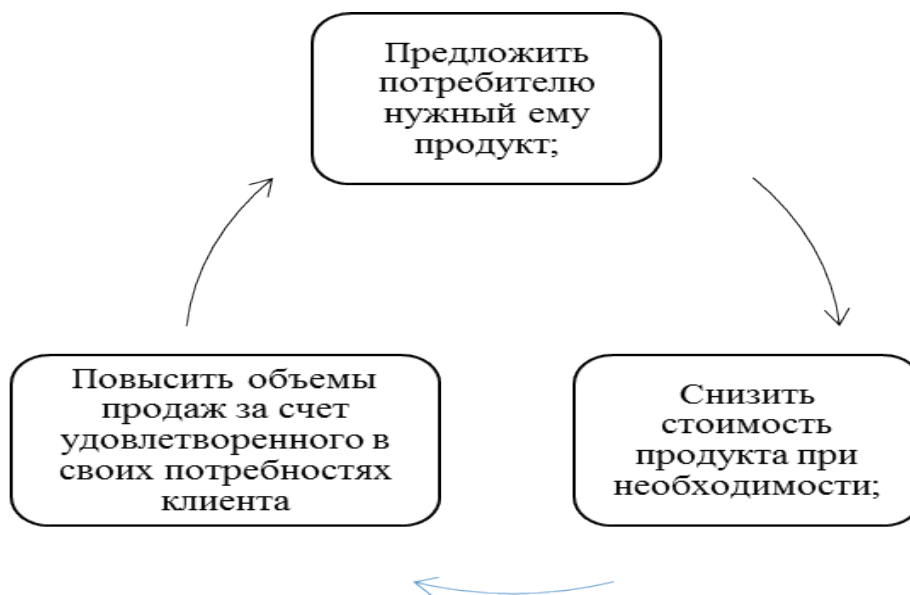 Предложить
потребителю
нужный ему
продукт;
Снизить
стоимость
продукта при
необходимости;
Повысить объемы
продаж за счет
удовлетворенного в
своих потребностях
клиента